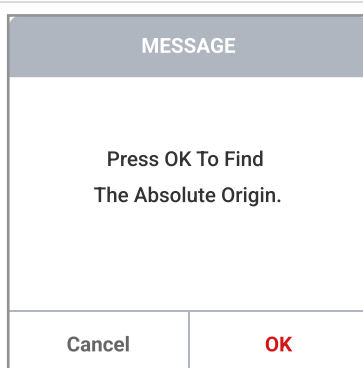 MESSAGE
Press OK To Find
The Absolute Origin.
Cancel
OK